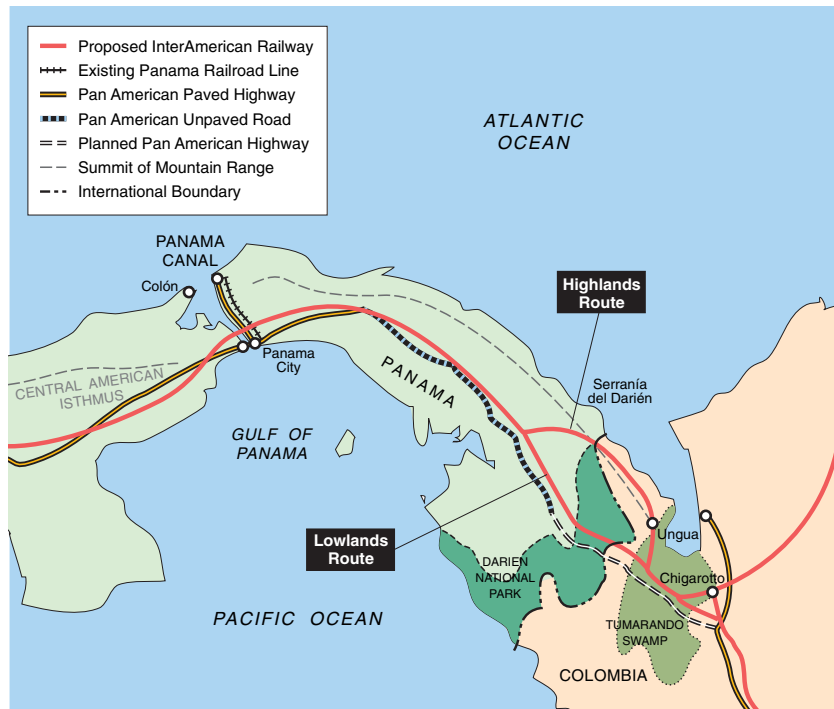 Proposed InterAmerican Railway
Existing Panama Railroad Line
Pan American Paved Highway
Pan American Unpaved Road
Planned Pan American Highway
Summit of Mountain Range
International Boundary
ATLANTIC
OCEAN
PANAMA
CANAL
Colón
Highlands
Route
Panama
City
PANAMA
Serranía
del Darién
CENTRAL AMERICAN
ISTHMUS
GULF OF
PANAMA
Lowlands
Route
Ungua
DARIEN
NATIONAL
PARK
Chigarotto
PACIFIC OCEAN
TUMARANDO
SWAMP
COLOMBIA